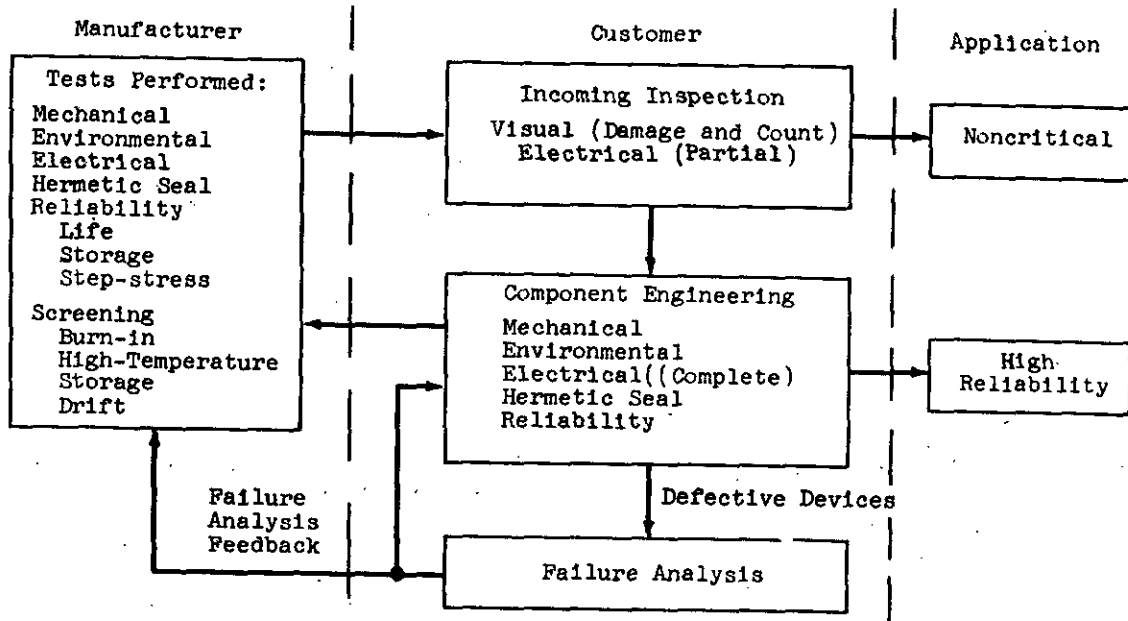 Manufacturer
Tests Performed:
Mechanical
Environmental
Electrical
Hermetic Seal
Reliability
Life
Storage
Step-stress
Screening
Burn-in
High-Temperature
Storage
Drift
Customer
Incoming Inspection
Visual (Damage and Count)
Electrical (Partial)
Component Engineering
Mechanical
Environmental
Electrical((Complete)
Hermetic Seal
Reliability
Defective Devices
Failure Analysis
Failure
Analysis
Feedback
Application
Noncritical
High
Reliability